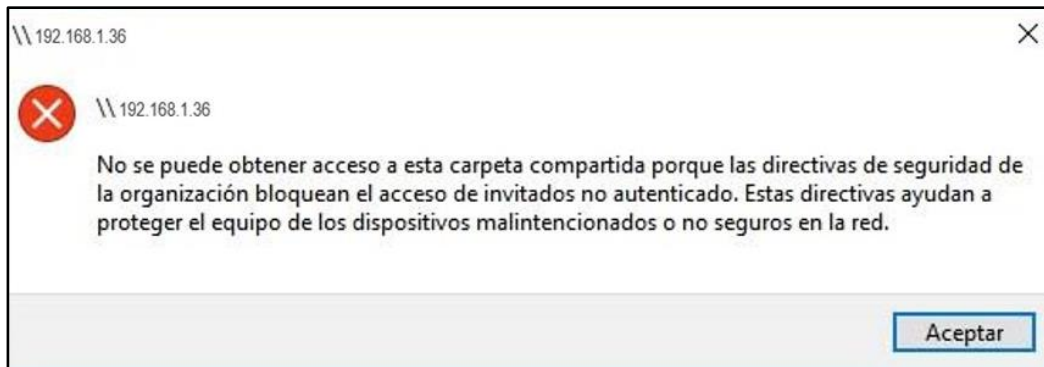 \\ 192.168.1.36
\\ 192.168.1.36
No se puede obtener acceso a esta carpeta compartida porque las directivas de seguridad de
la organización bloquean el acceso de invitados no autenticado. Estas directivas ayudan a
proteger el equipo de los dispositivos malintencionados o no seguros en la red.
Aceptar